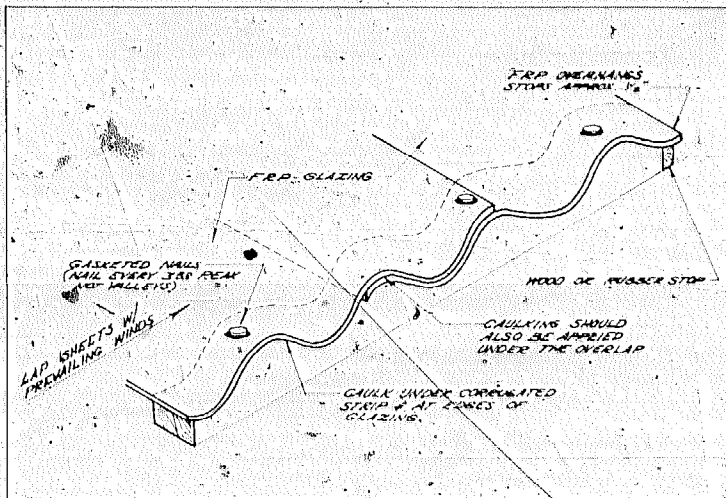 FRP OVERHANGS
STOPS APPROX ½"
FRP GLAZING
GASKETED NAILS
(NAIL EVERY 3RD PEAK
NOT VALLEYS)
LAP SHEETS W/
PREVAILING WINDS
WOOD OR RUBBER STOP
CAULKING SHOULD
ALSO BE APPLIED
UNDER THE OVERLAP
CAULK UNDER CORRUGATED
STRIP & AT EDGES OF
GLAZING.